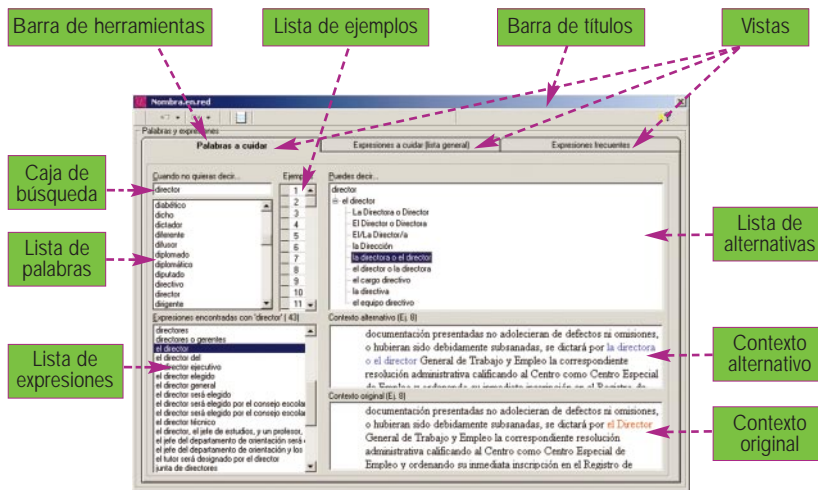 Barra de herramientas
Lista de ejemplos
Barra de títulos
Vistas
Nombra.en.red
Palabras y expresiones
Palabras a cuidar
Expresiones a cuidar (lista general)
Expresiones frecuentes
Caja de
búsqueda
Lista de
palabras
Lista de
expresiones
Cuando no quieras decir...
director
diabético
dicho
dictador
diferente
difusor
diplomado
diplomático
diputado
directivo
director
dirigente
1
2
3
4
5
6
7
8
9
10
11
Puedes decir...
director
el director
La Directora o Director
El Director o Directora
El/La Director/a
la Dirección
la directora o el director
el director o la directora
el cargo directivo
la directiva
el equipo directivo
Expresiones encontradas con 'director' ( 43)
directores
directores o gerentes
el director
el director del
el director ejecutivo
el director elegido
el director general
el director será elegido
el director será elegido por el consejo escolar
el director será designado por el consejo escolar
el director técnico
el director, el jefe de estudios, y un profesor,
el jefe del departamento de orientación será
el jefe del departamento de orientación y los
el tutor será designado por el director
junta de directores
Contexto alternativo (Ej. 8)
documentación presentadas no adolecieran de defectos ni omisiones,
o hubieran sido debidamente subsanadas, se dictará por la directora
o el director General de Trabajo y Empleo la correspondiente
resolución administrativa calificando al Centro como Centro Especial
de Empleo y ordenando su inmediata inscripción en el Registro de
Contexto original (Ej. 8)
documentación presentadas no adolecieran de defectos ni omisiones,
o hubieran sido debidamente subsanadas, se dictará por el Director
General de Trabajo y Empleo la correspondiente resolución
administrativa calificando al Centro como Centro Especial de
Empleo y ordenando su inmediata inscripción en el Registro de
Lista de
alternativas
Contexto
alternativo
Contexto
original